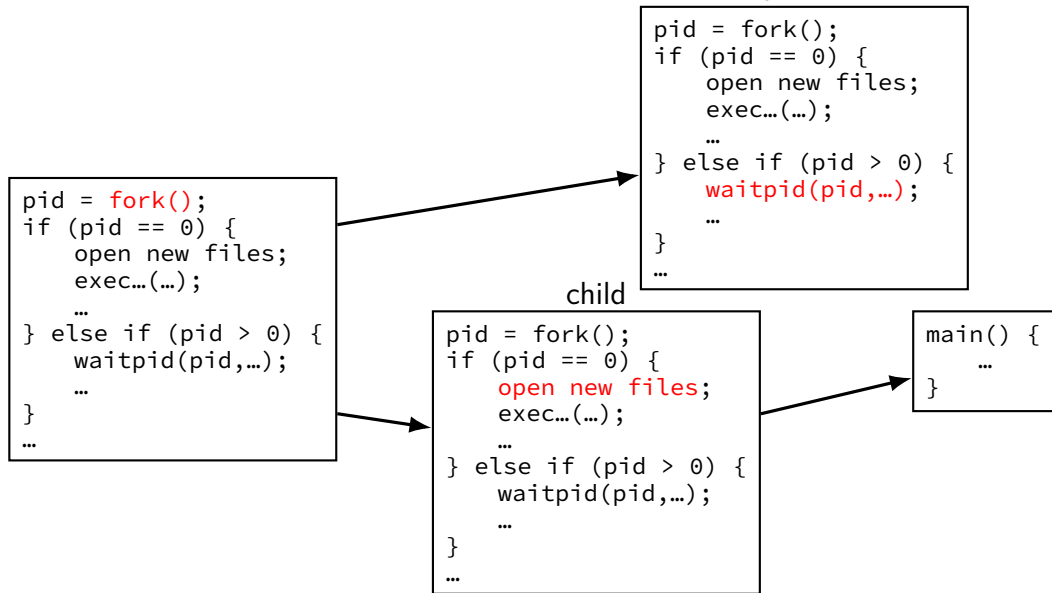 pid = fork();
if (pid == 0) {
open new files;
exec…(…);
…
} else if (pid > 0) {
waitpid(pid,…);
…
}
…
pid = fork();
if (pid == 0) {
open new files;
exec…(…);
…
} else if (pid > 0) {
waitpid(pid,…);
…
}
…
child
pid = fork();
if (pid == 0) {
open new files;
exec…(…);
…
} else if (pid > 0) {
waitpid(pid,…);
…
}
…
main() {
…
}